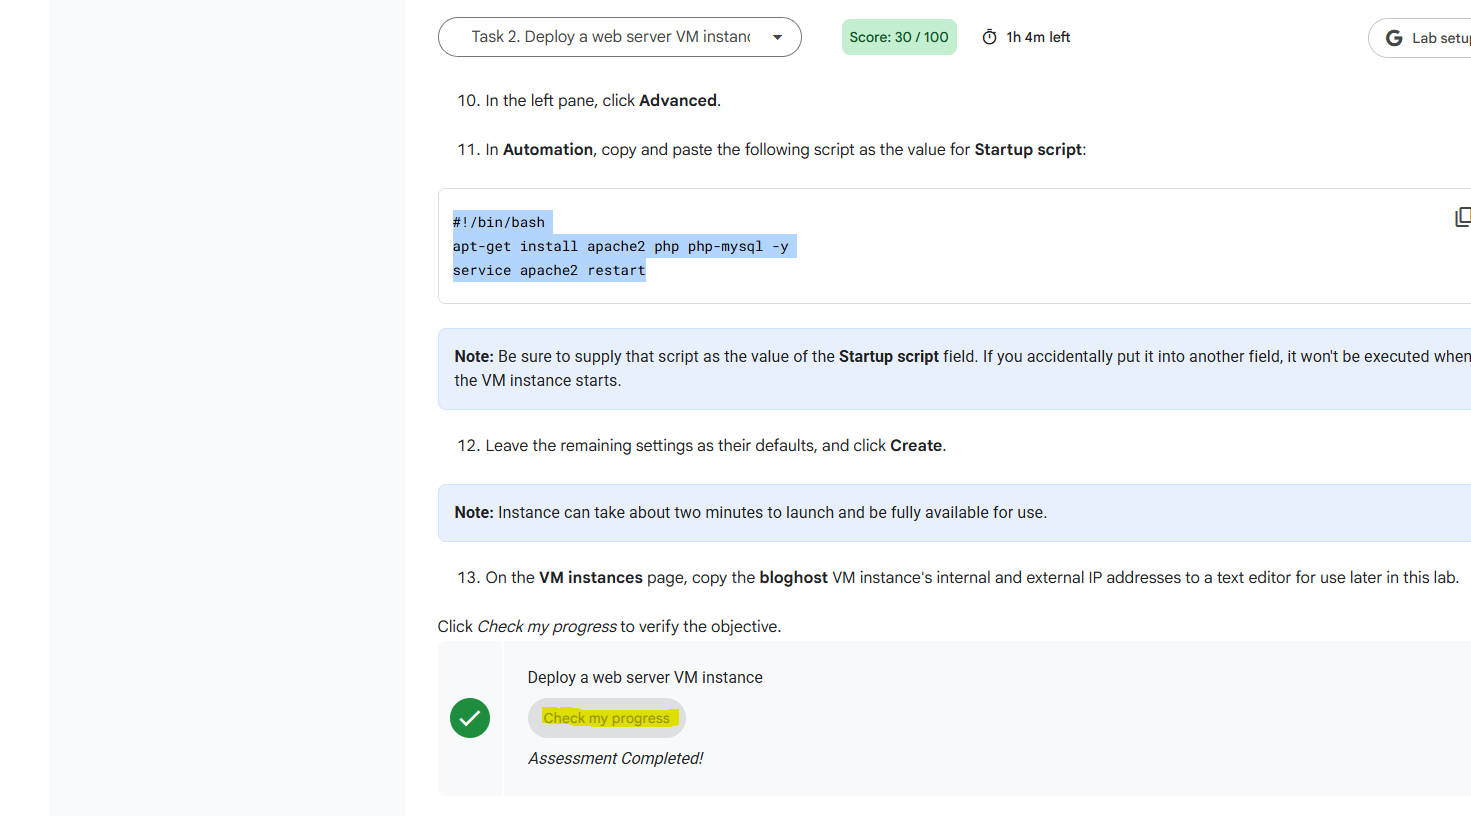 Task 2. Deploy a web server VM instanc
Score: 30 / 100
1h 4m left
G Lab setup
10. In the left pane, click Advanced.
11. In Automation, copy and paste the following script as the value for Startup script:
#!/bin/bash
apt-get install apache2 php php-mysql -y
service apache2 restart
Note: Be sure to supply that script as the value of the Startup script field. If you accidentally put it into another field, it won't be executed when
the VM instance starts.
12. Leave the remaining settings as their defaults, and click Create.
Note: Instance can take about two minutes to launch and be fully available for use.
13. On the VM instances page, copy the bloghost VM instance's internal and external IP addresses to a text editor for use later in this lab.
Click Check my progress to verify the objective.
Deploy a web server VM instance
Check my progress
Assessment Completed!